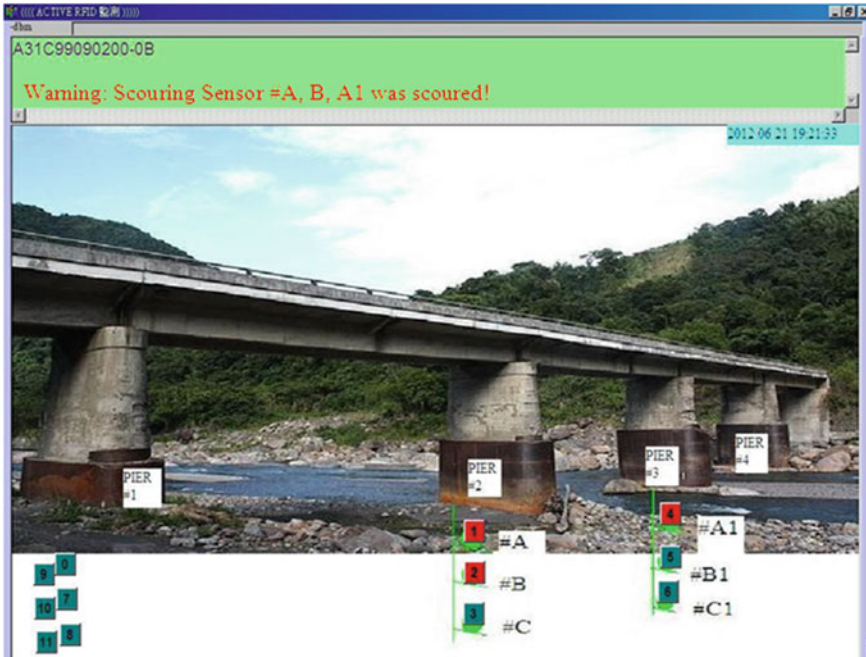 (((( ACTIVE RFID 監測 )))))
-dbm
A31C99090200-0B
Warning: Scouring Sensor #A, B, A1 was scoured!
2012 06 21 19:21:33
PIER
#1
PIER
#2
PIER
#3
PIER
#4
1 #A
2 #B
3 #C
4 #A1
5 #B1
6 #C1
9 0
10 7
11 8